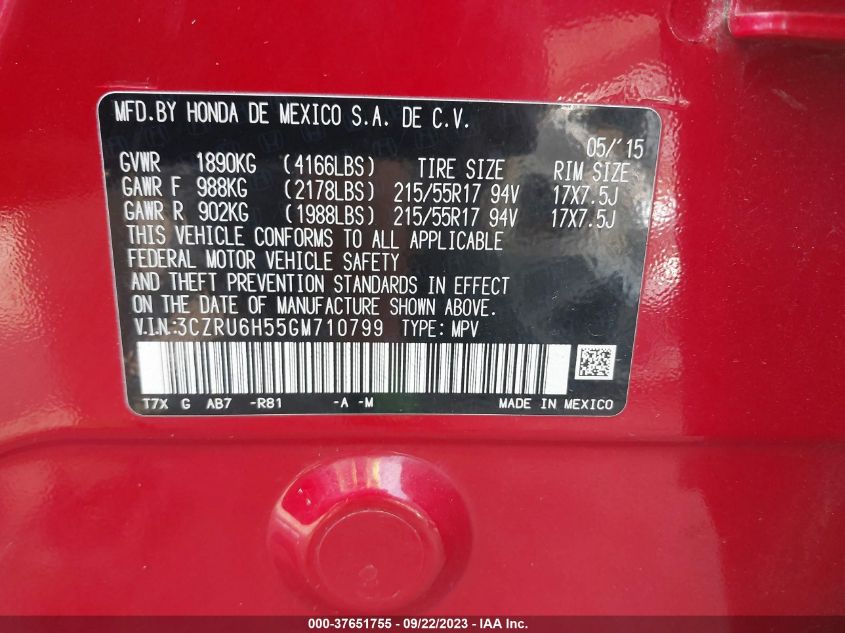 MFD.BY HONDA DE MEXICO S.A. DE C.V.
05/'15
GVWR 1890KG (4166LBS) TIRE SIZE RIM SIZE
GAWR F 988KG (2178LBS) 215/55R17 94V 17X7.5J
GAWR R 902KG (1988LBS) 215/55R17 94V 17X7.5J
THIS VEHICLE CONFORMS TO ALL APPLICABLE
FEDERAL MOTOR VEHICLE SAFETY
AND THEFT PREVENTION STANDARDS IN EFFECT
ON THE DATE OF MANUFACTURE SHOWN ABOVE.
V.I.N.:3CZRU6H55GM710799 TYPE: MPV
T7X G AB7 -R81 -A -M MADE IN MEXICO
000-37651755 - 09/22/2023 - IAA Inc.